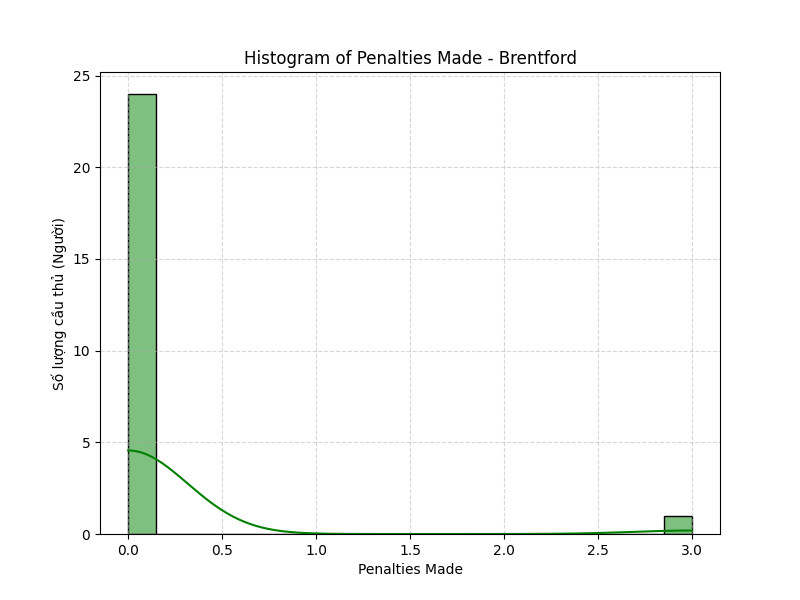 Histogram of Penalties Made - Brentford
Số lượng cầu thủ (Người)
25
20
15
10
5
0
0.0 0.5 1.0 1.5 2.0 2.5 3.0
Penalties Made